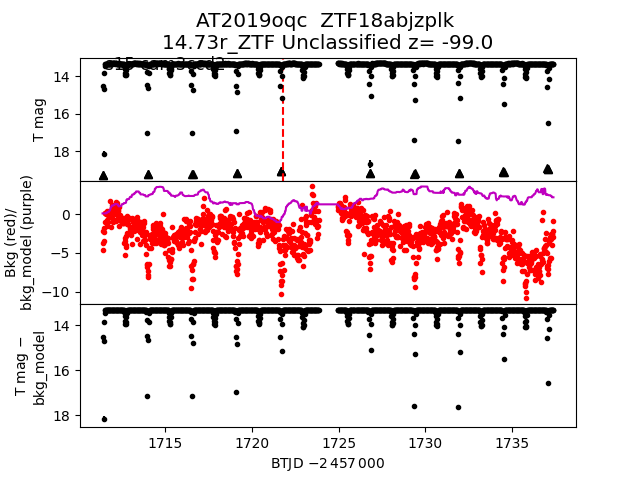 AT2019oqc  ZTF18abjzplk
14.73r_ZTF Unclassified z= -99.0
14
16
18
T mag
0
−5
−10
Bkg (red)/
bkg_model (purple)
14
16
18
T mag −
bkg_model
1715
1720
1725
1730
1735
BTJD −2 457 000